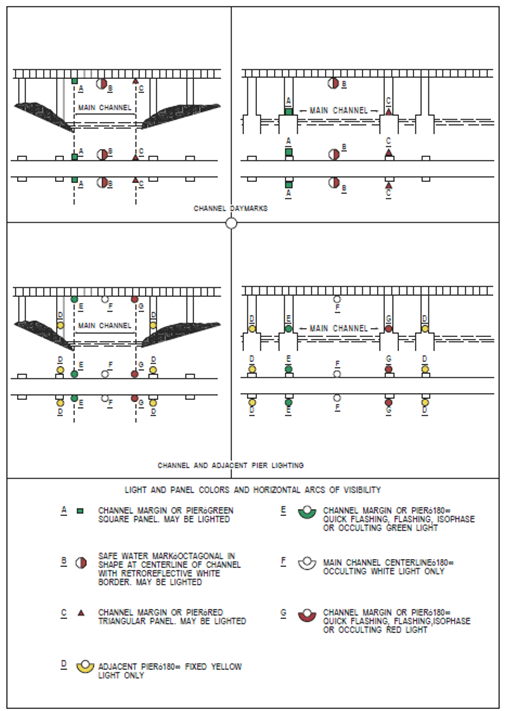 A B C
MAIN CHANNEL
A B C
A B C
B
A ← MAIN CHANNEL → C
A B C
A B C
CHANNEL DAYMARKS
D E F G D
MAIN CHANNEL
D E F G D
D E F G D
F
D E ← MAIN CHANNEL → G D
D E F G D
D E F G D
CHANNEL AND ADJACENT PIER LIGHTING
LIGHT AND PANEL COLORS AND HORIZONTAL ARCS OF VISIBILITY
A CHANNEL MARGIN OR PIERóGREEN
SQUARE PANEL. MAY BE LIGHTED
B SAFE WATER MARKóOCTAGONAL IN
SHAPE AT CENTERLINE OF CHANNEL
WITH RETROREFLECTIVE WHITE
BORDER. MAY BE LIGHTED
C CHANNEL MARGIN OR PIERóRED
TRIANGULAR PANEL. MAY BE LIGHTED
D ADJACENT PIERó180∞ FIXED YELLOW
LIGHT ONLY
E CHANNEL MARGIN OR PIERó180∞
QUICK FLASHING, FLASHING, ISOPHASE
OR OCCULTING GREEN LIGHT
F MAIN CHANNEL CENTERLINEó180∞
OCCULTING WHITE LIGHT ONLY
G CHANNEL MARGIN OR PIERó180∞
QUICK FLASHING, FLASHING,ISOPHASE
OR OCCULTING RED LIGHT